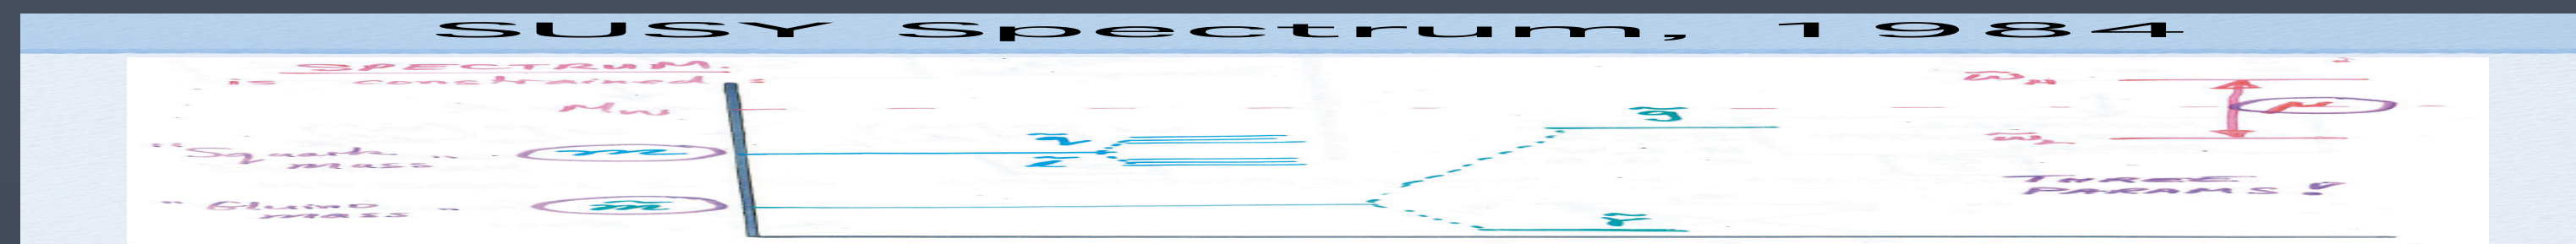 SUSY Spectrum, 1984
SPECTRUM.
is constrained :
M_W
"Squark mass"
m
q̃
l̃
"Gluino mass"
m̃
g̃
γ̃
μ
THREE
PARAMS !